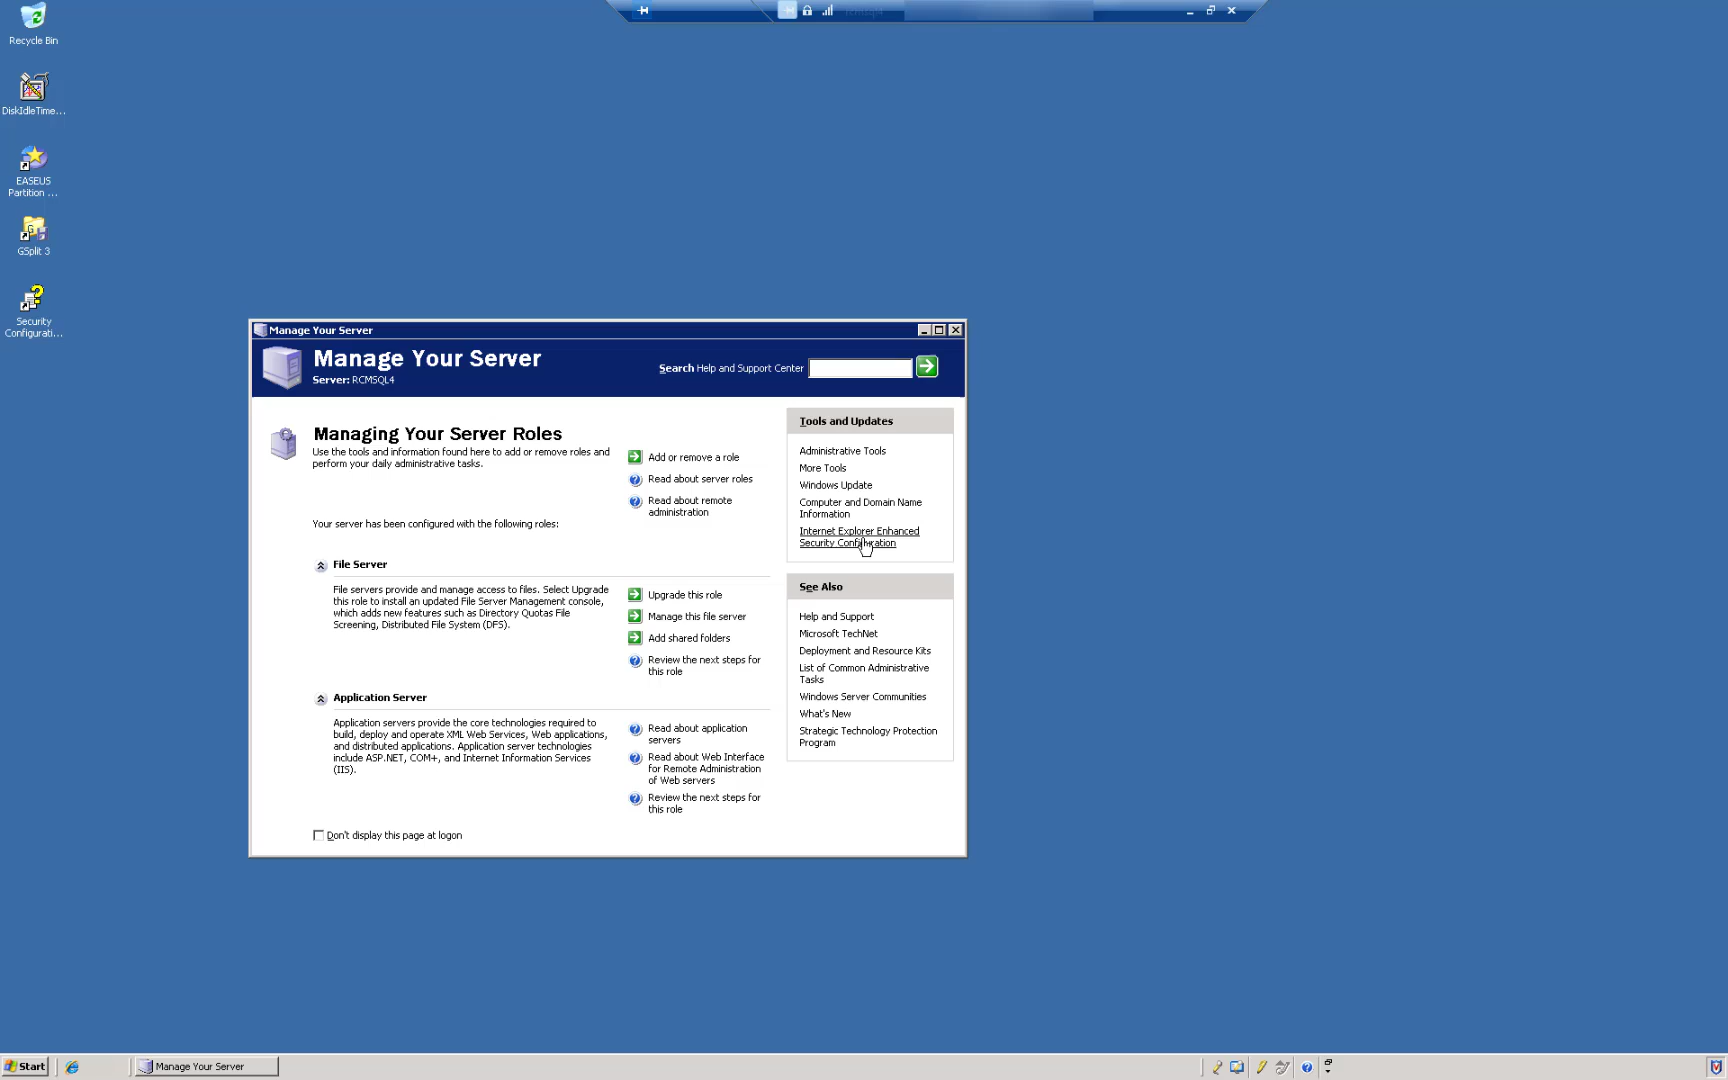 Recycle Bin
DiskIdleTime...
EASEUS
Partition ...
GSplit 3
Security
Configurati...
Manage Your Server
Manage Your Server
Server: RCMSQL4
Search Help and Support Center
Managing Your Server Roles
Use the tools and information found here to add or remove roles and
perform your daily administrative tasks.
Add or remove a role
Read about server roles
Read about remote
administration
Your server has been configured with the following roles:
File Server
File servers provide and manage access to files. Select Upgrade
this role to install an updated File Server Management console,
which adds new features such as Directory Quotas File
Screening, Distributed File System (DFS).
Upgrade this role
Manage this file server
Add shared folders
Review the next steps for
this role
Application Server
Application servers provide the core technologies required to
build, deploy and operate XML Web Services, Web applications,
and distributed applications. Application server technologies
include ASP.NET, COM+, and Internet Information Services
(IIS).
Read about application
servers
Read about Web Interface
for Remote Administration
of Web servers
Review the next steps for
this role
Don't display this page at logon
Tools and Updates
Administrative Tools
More Tools
Windows Update
Computer and Domain Name
Information
Internet Explorer Enhanced
Security Configuration
See Also
Help and Support
Microsoft TechNet
Deployment and Resource Kits
List of Common Administrative
Tasks
Windows Server Communities
What's New
Strategic Technology Protection
Program
Start
Manage Your Server